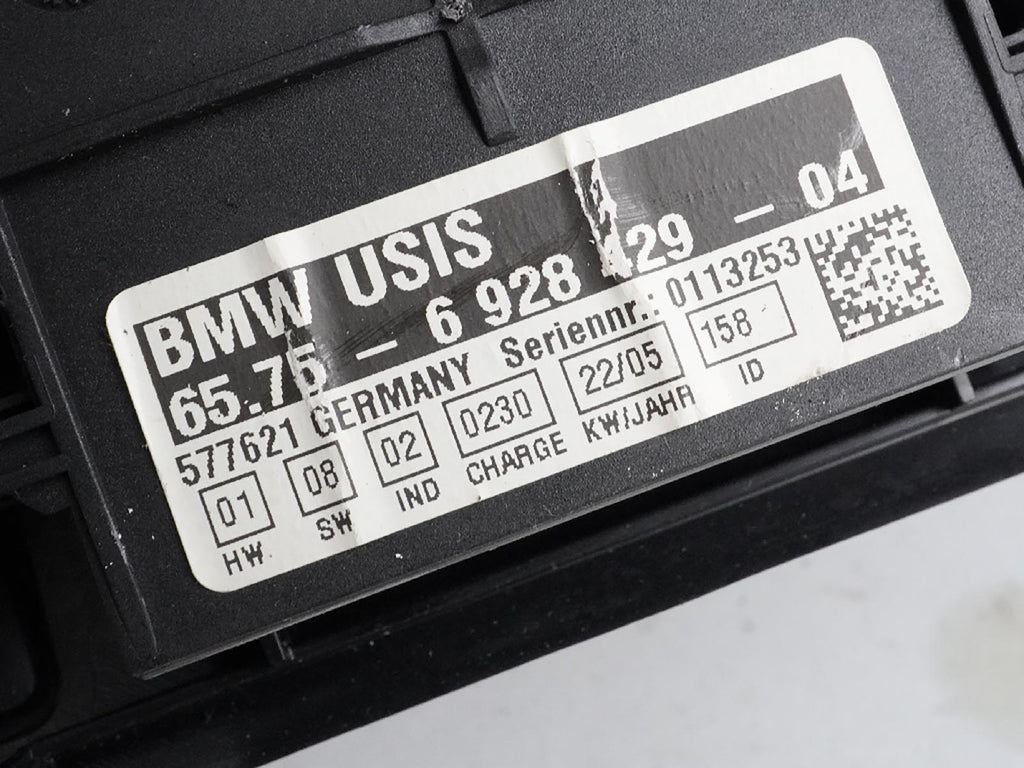 BMW USIS
65.75 – 6 928 429 – 04
577621 GERMANY Seriennr.: 0113253
01 08 02 0230 22/05 158
HW SW IND CHARGE KW/JAHR ID